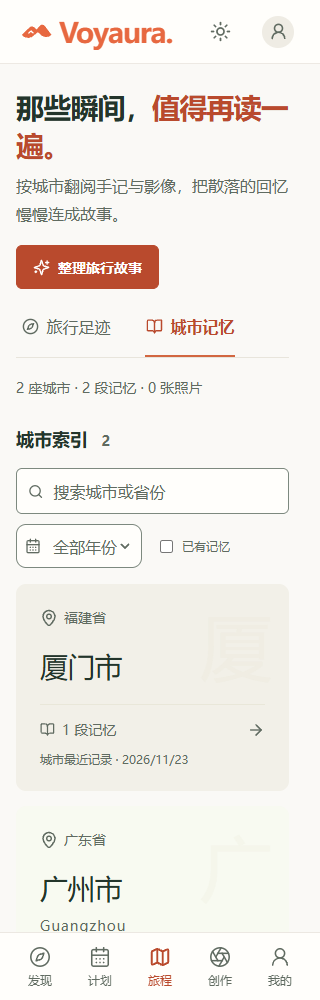 Voyaura.
那些瞬间，值得再读一
遍。
按城市翻阅手记与影像，把散落的回忆
慢慢连成故事。
整理旅行故事
旅行足迹
城市记忆
2 座城市 · 2 段记忆 · 0 张照片
城市索引 2
搜索城市或省份
全部年份
已有记忆
福建省
厦
厦门市
1 段记忆
城市最近记录 · 2026/11/23
广东省
广
广州市
Guangzhou
发现
计划
旅程
创作
我的